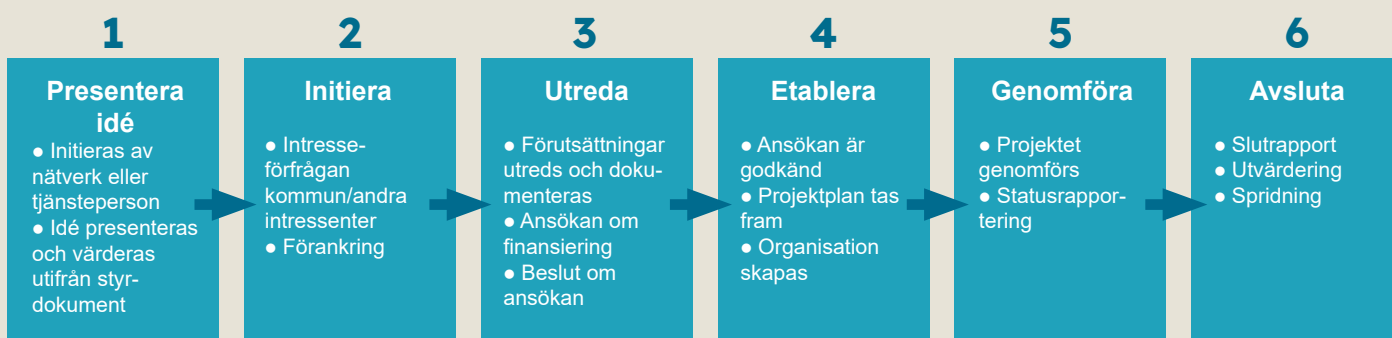 1
Presentera
idé
● Initieras av
nätverk eller
tjänsteperson
● Idé presenteras
och värderas
utifrån styr-
dokument
2
Initiera
● Intresse-
förfrågan
kommun/andra
intressenter
● Förankring
3
Utreda
● Förutsättningar
utreds och doku-
menteras
● Ansökan om
finansiering
● Beslut om
ansökan
4
Etablera
● Ansökan är
godkänd
● Projektplan tas
fram
● Organisation
skapas
5
Genomföra
● Projektet
genomförs
● Statusrappor-
tering
6
Avsluta
● Slutrapport
● Utvärdering
● Spridning